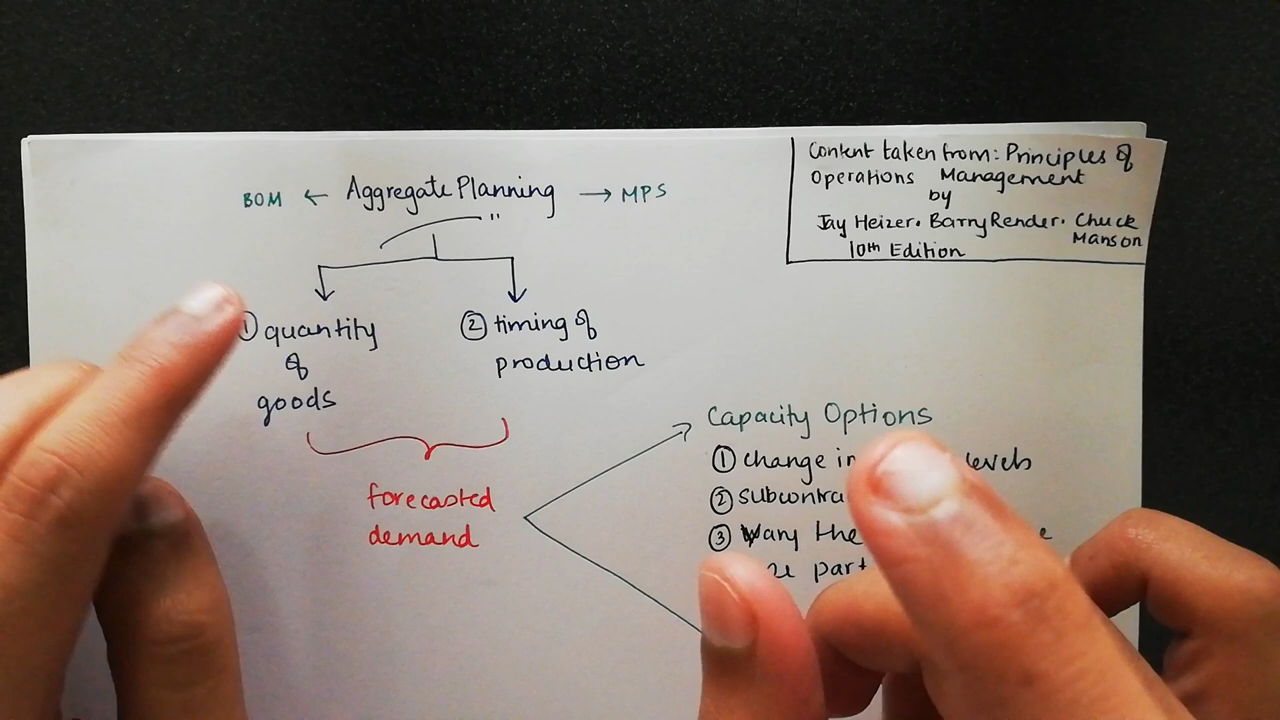 Content taken from: Principles of
Operations Management
by
Jay Heizer. Barry Render. Chuck
Manson
10th Edition
BOM ← Aggregate Planning → MPS
"
① quantity
of
goods
② timing of
production
forecasted
demand
Capacity Options
① change in levels
②
③ Vary the
part